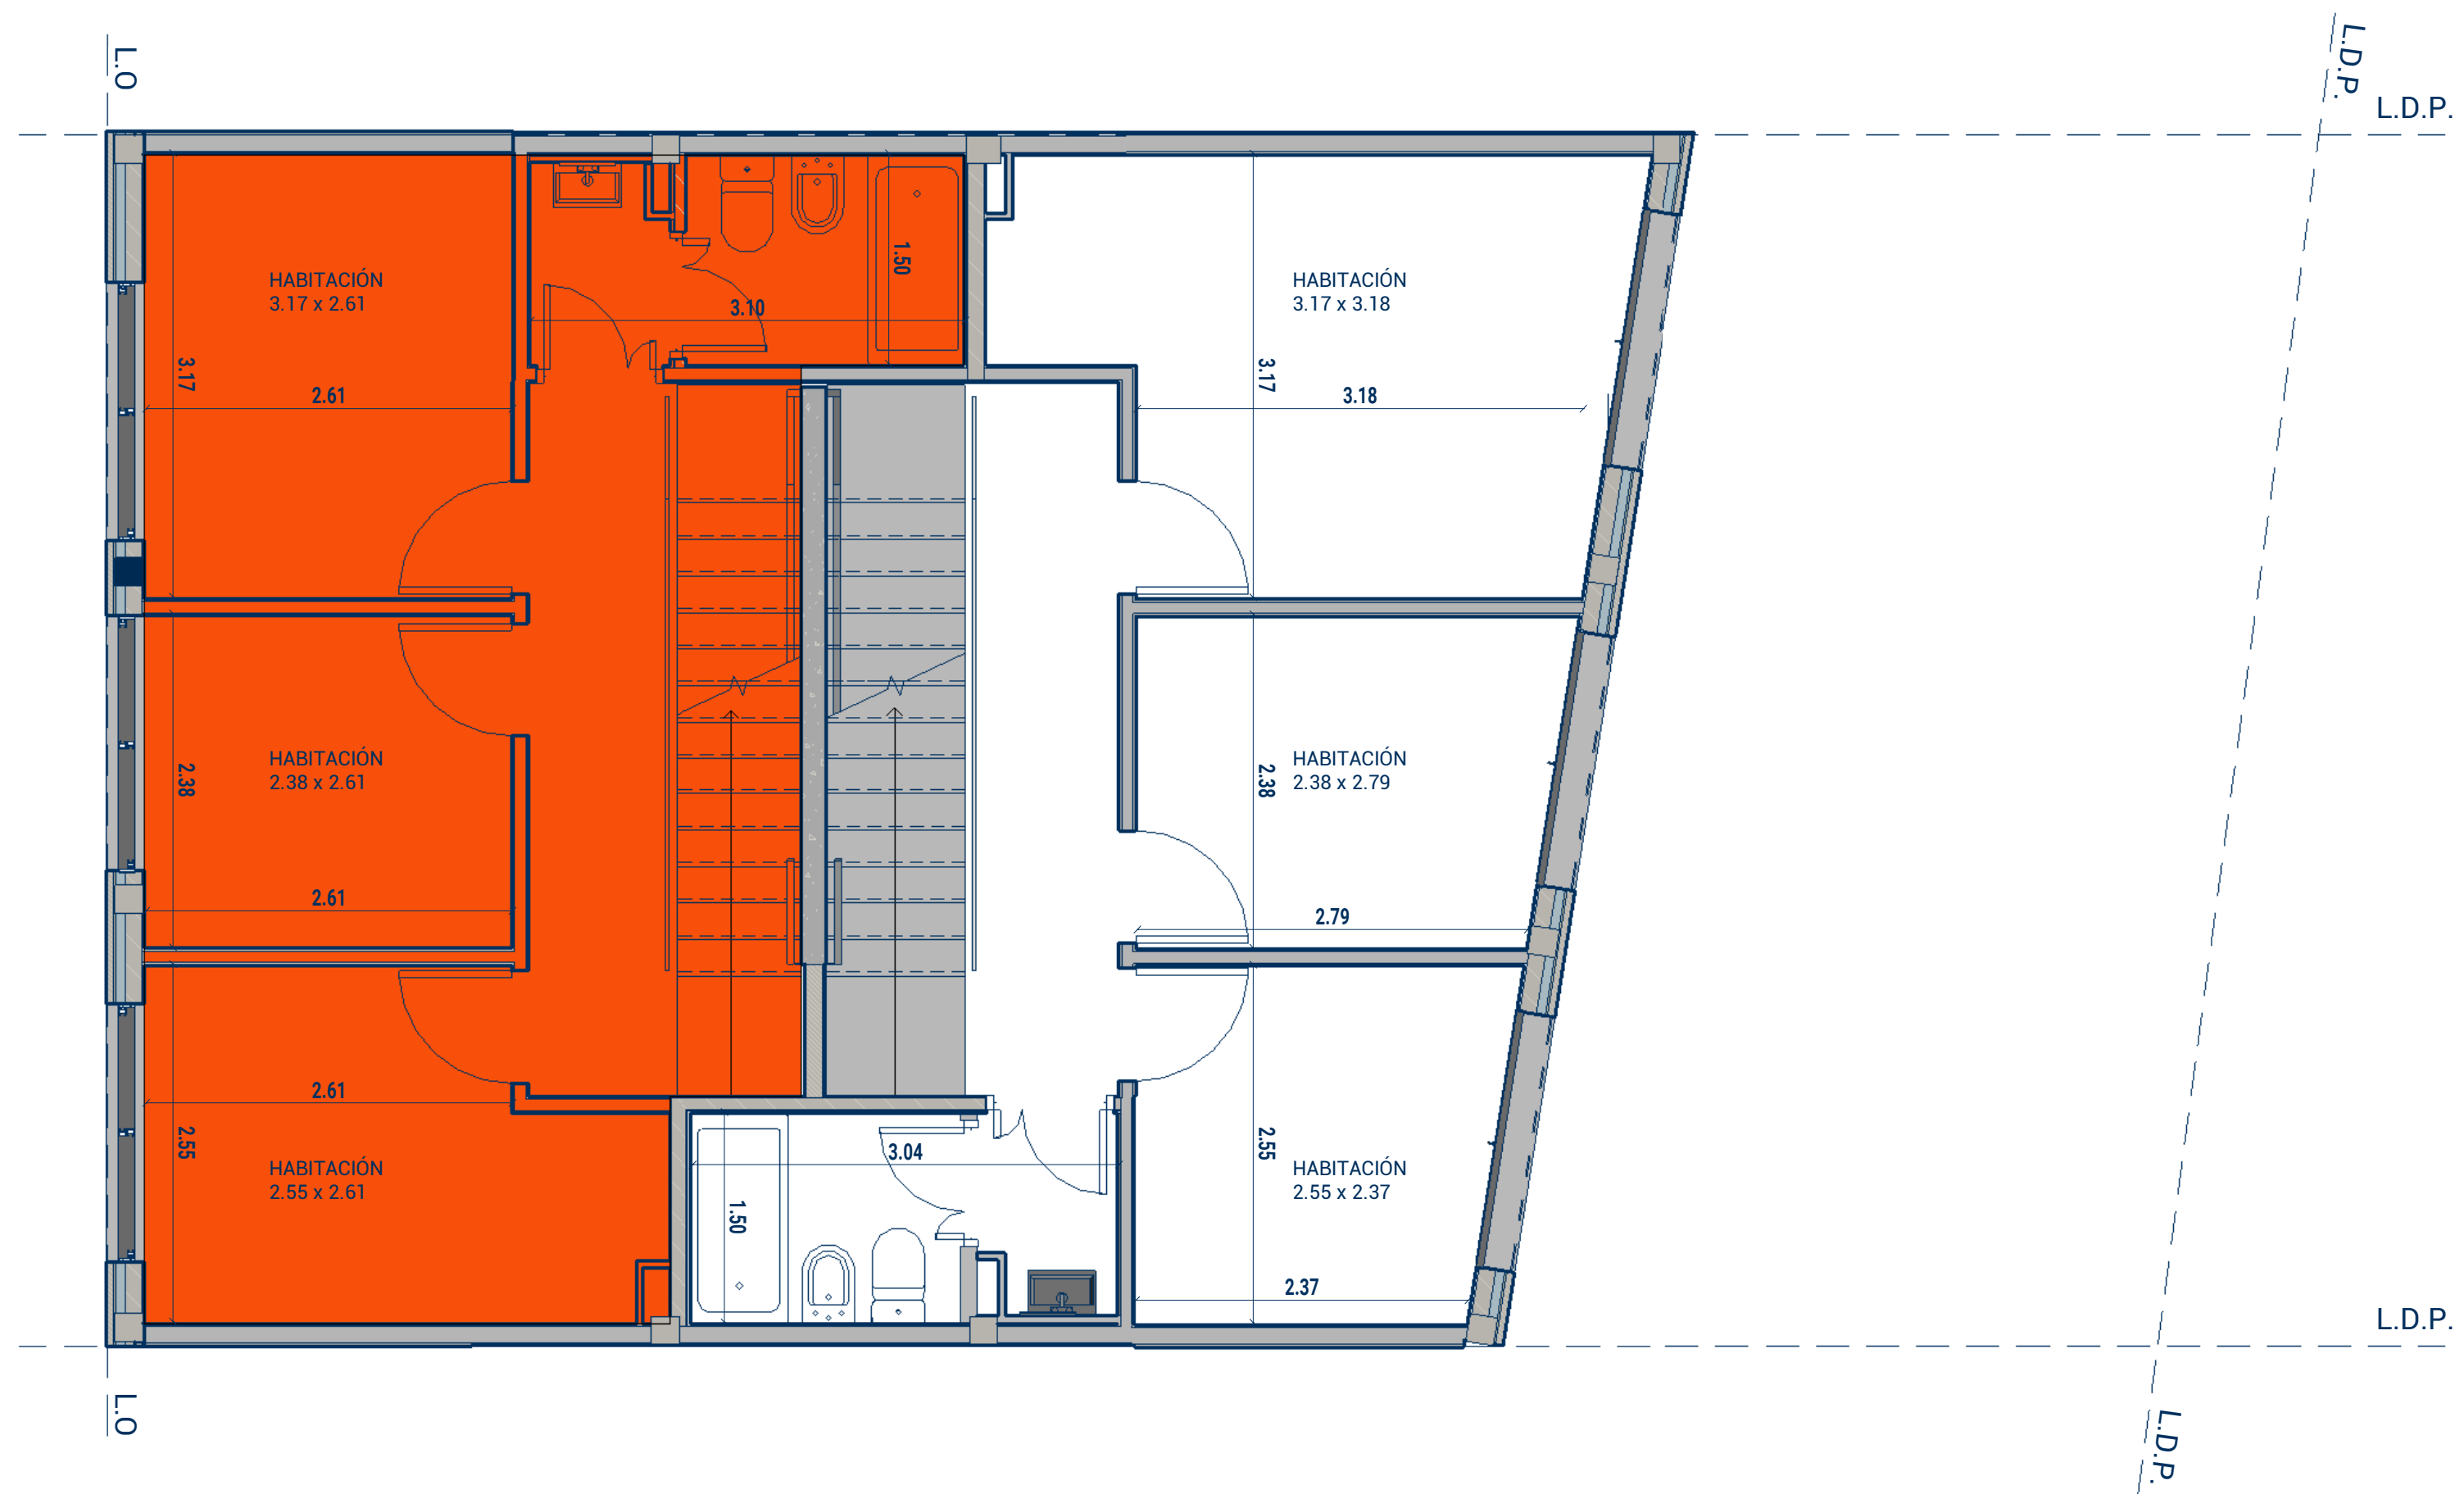 L.O
L.D.P.
L.D.P.
HABITACIÓN
3.17 x 2.61
3.17
2.61
1.50
3.10
HABITACIÓN
3.17 x 3.18
3.17
3.18
HABITACIÓN
2.38 x 2.61
2.38
2.61
HABITACIÓN
2.38 x 2.79
2.38
2.79
2.61
2.55
HABITACIÓN
2.55 x 2.61
3.04
1.50
2.55
HABITACIÓN
2.55 x 2.37
2.37
L.D.P.
L.O
L.D.P.